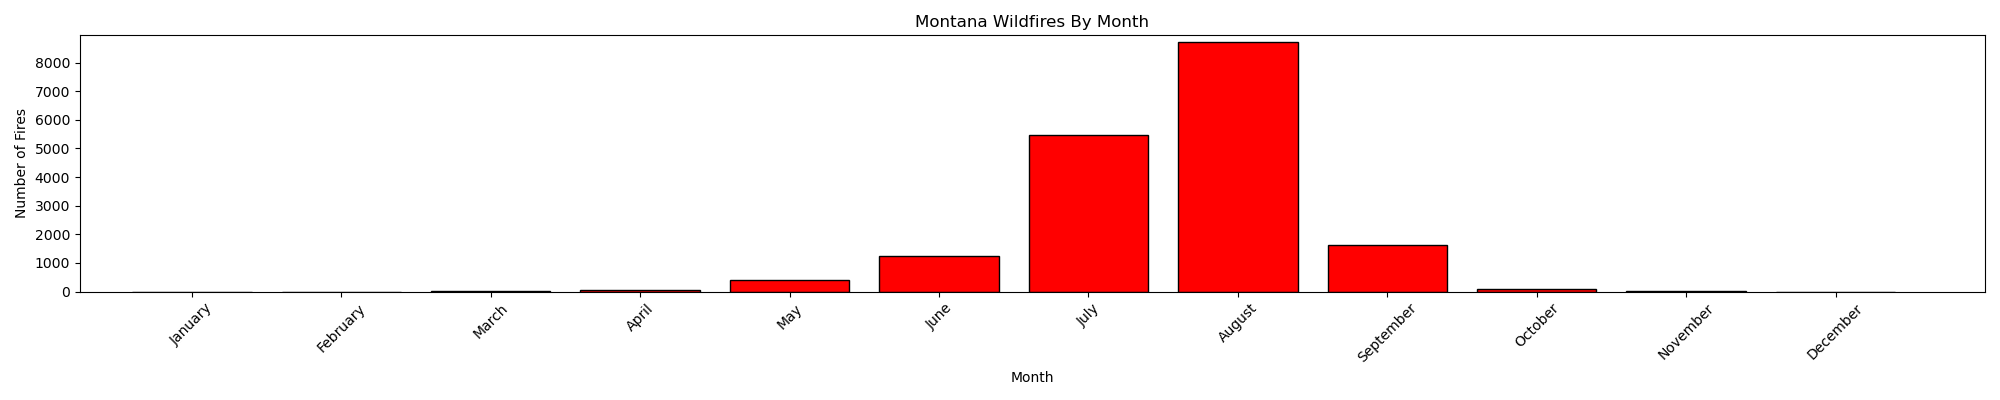 Montana Wildfires By Month
Number of Fires
8000
7000
6000
5000
4000
3000
2000
1000
0
January
February
March
April
May
June
July
August
September
October
November
December
Month